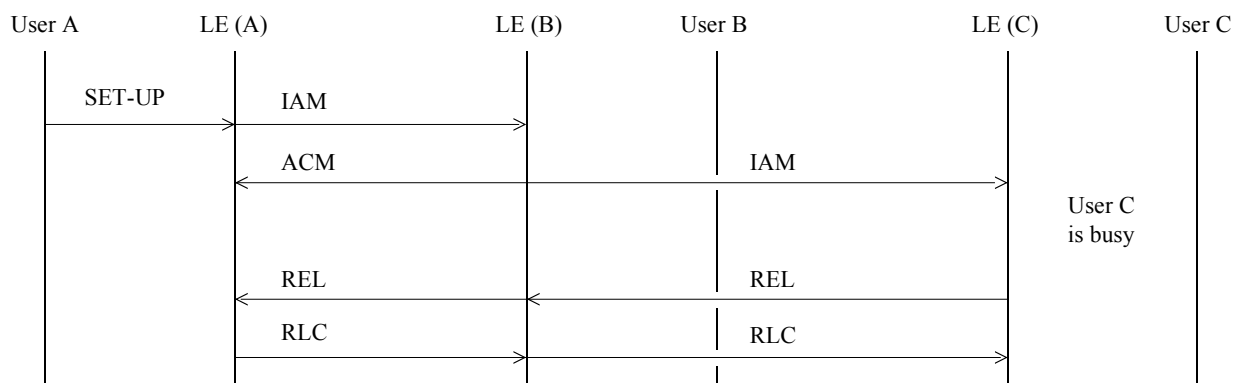 User A LE (A) LE (B) User B LE (C) User C
SET-UP IAM
ACM IAM
User C
is busy
REL REL
RLC RLC